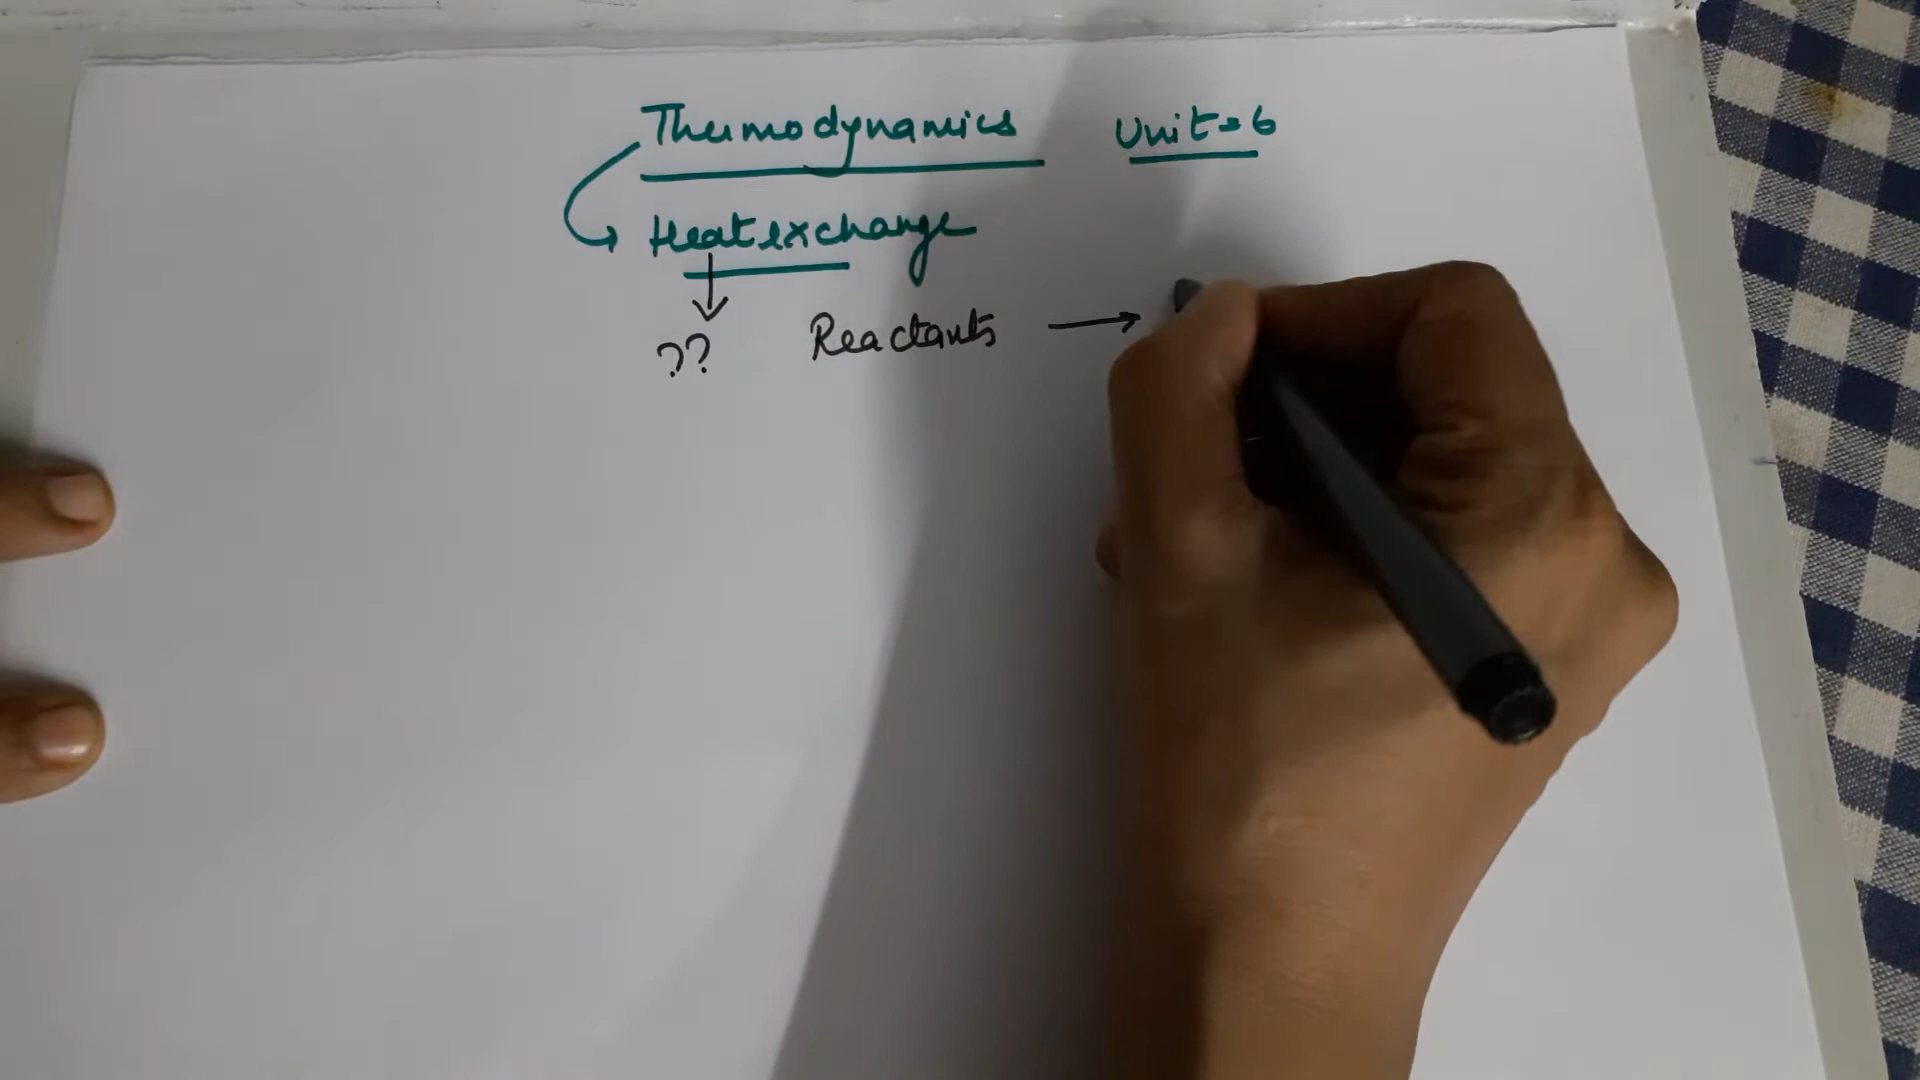 Thermodynamics Unit-6
Heat exchange
?? Reactants →